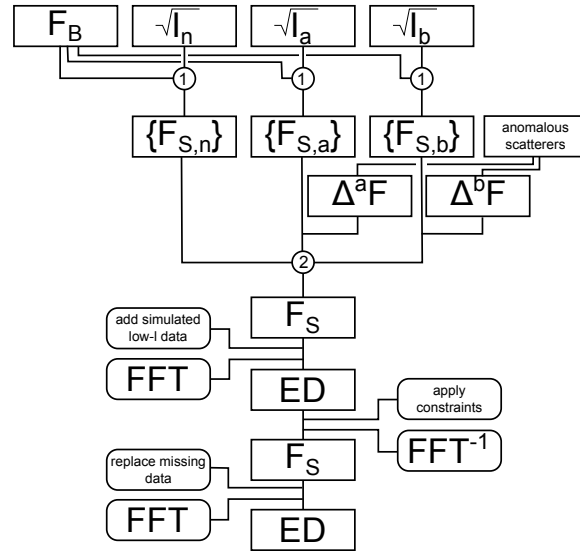 F_B
√I_n
√I_a
√I_b
1
1
1
{F_S,n}
{F_S,a}
{F_S,b}
anomalous
scatterers
Δ^aF
Δ^bF
2
F_S
add simulated
low-l data
FFT
ED
apply
constraints
F_S
FFT^-1
replace missing
data
FFT
ED